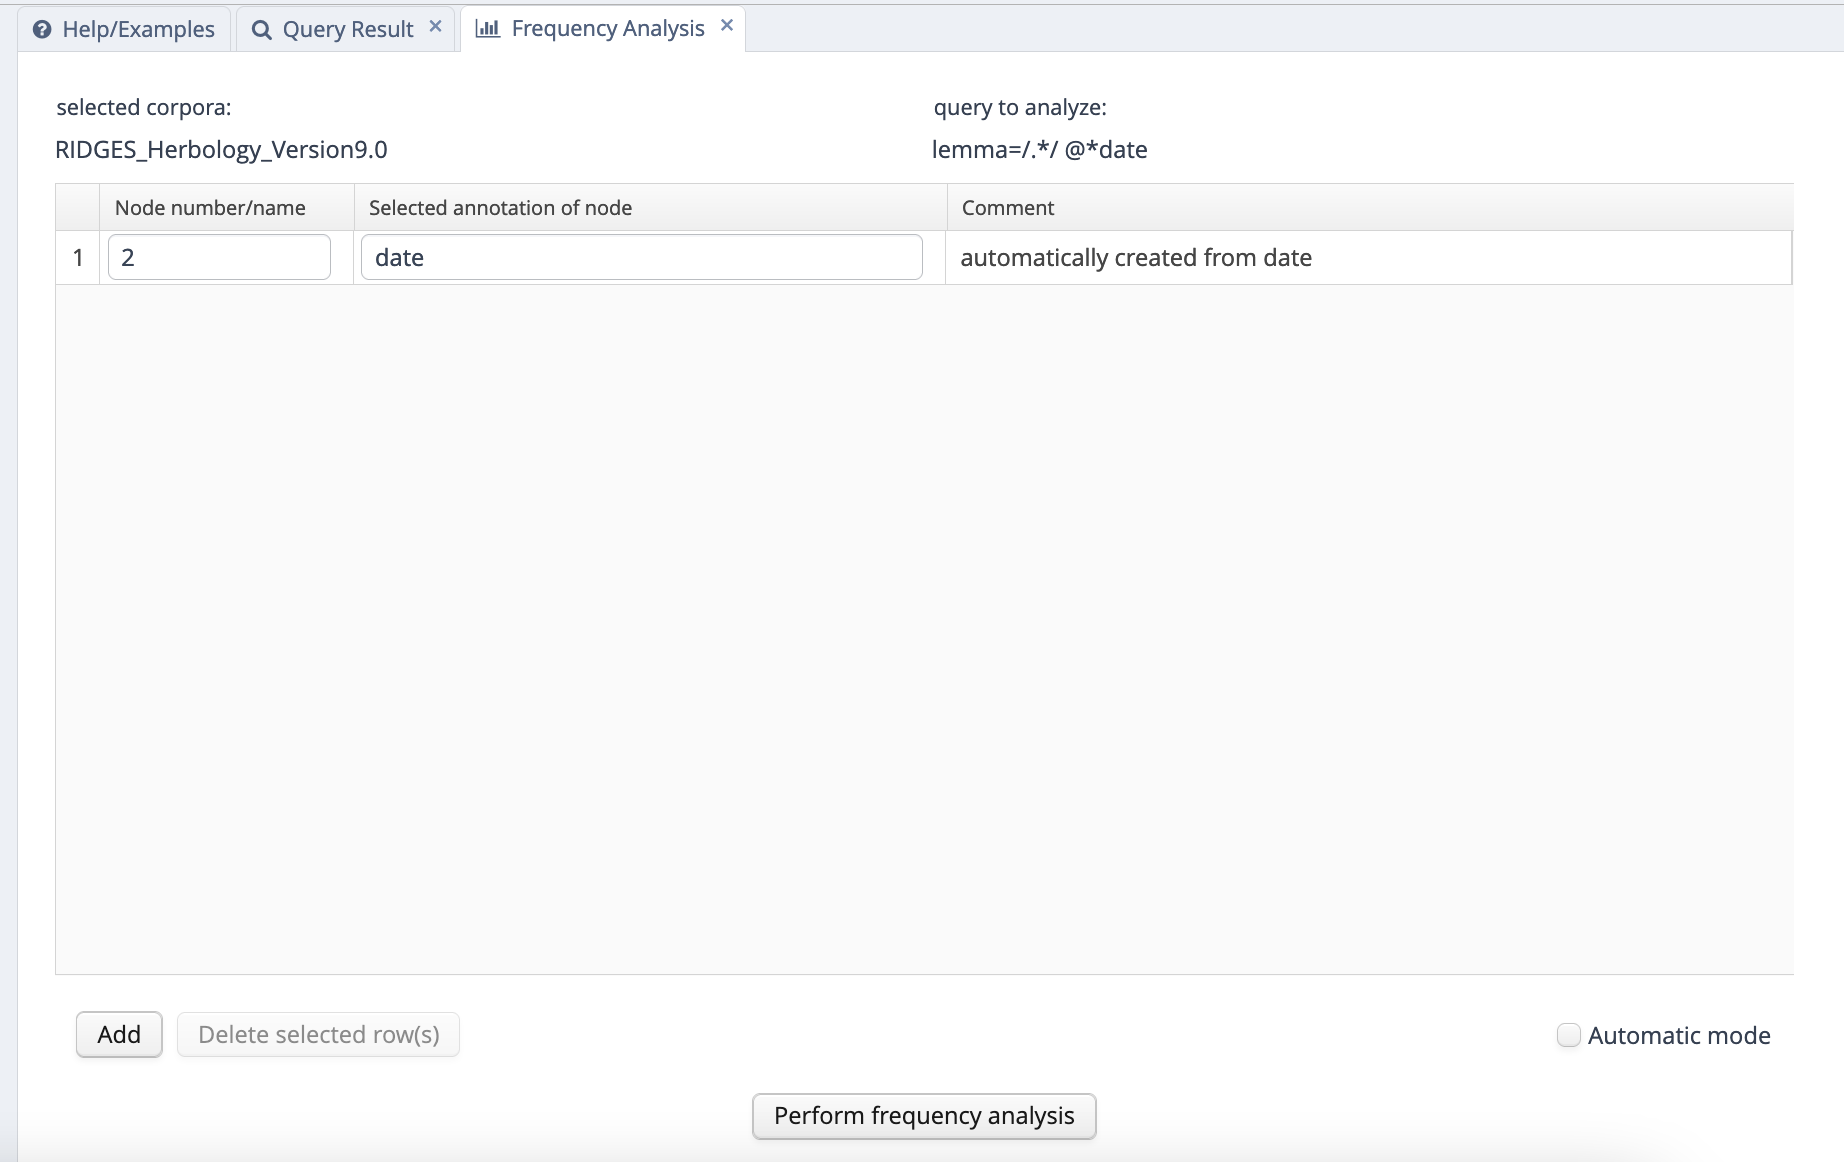 Help/Examples
Query Result
Frequency Analysis
selected corpora:
query to analyze:
RIDGES_Herbology_Version9.0
lemma=/.*/ @*date
Node number/name
Selected annotation of node
Comment
1
2
date
automatically created from date
Add
Delete selected row(s)
Automatic mode
Perform frequency analysis